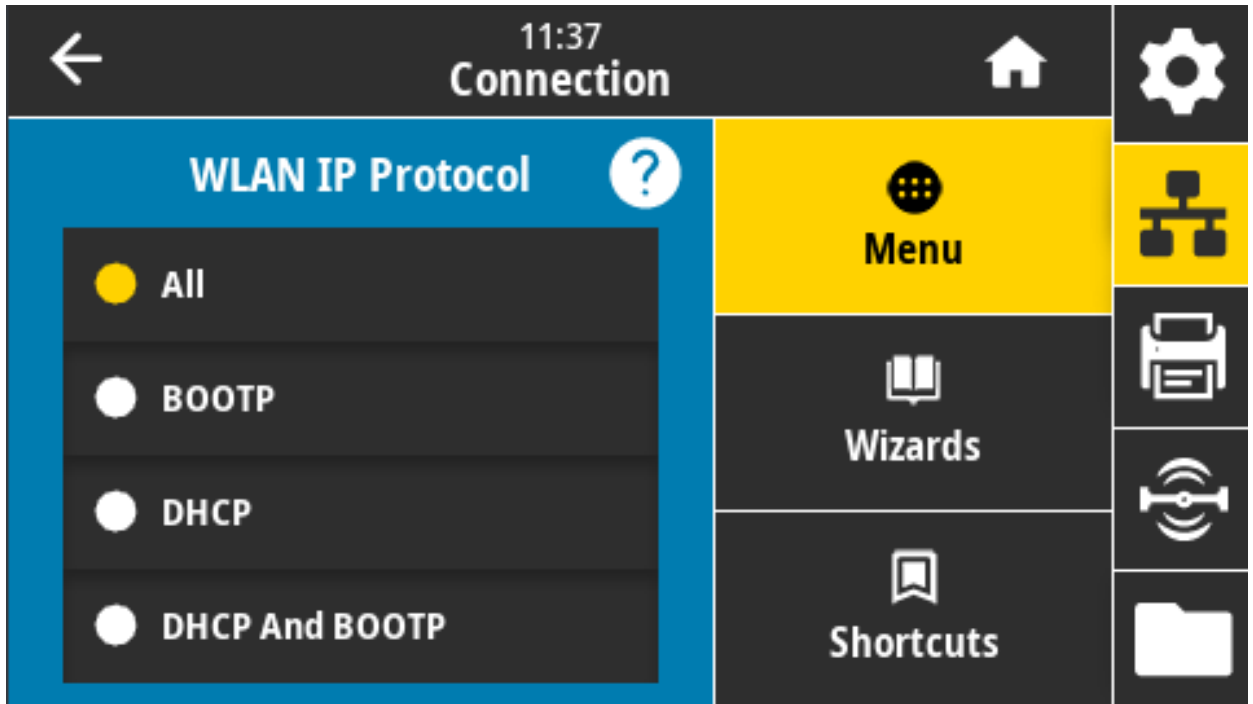 11:37
Connection
WLAN IP Protocol
?
All
BOOTP
DHCP
DHCP And BOOTP
Menu
Wizards
Shortcuts